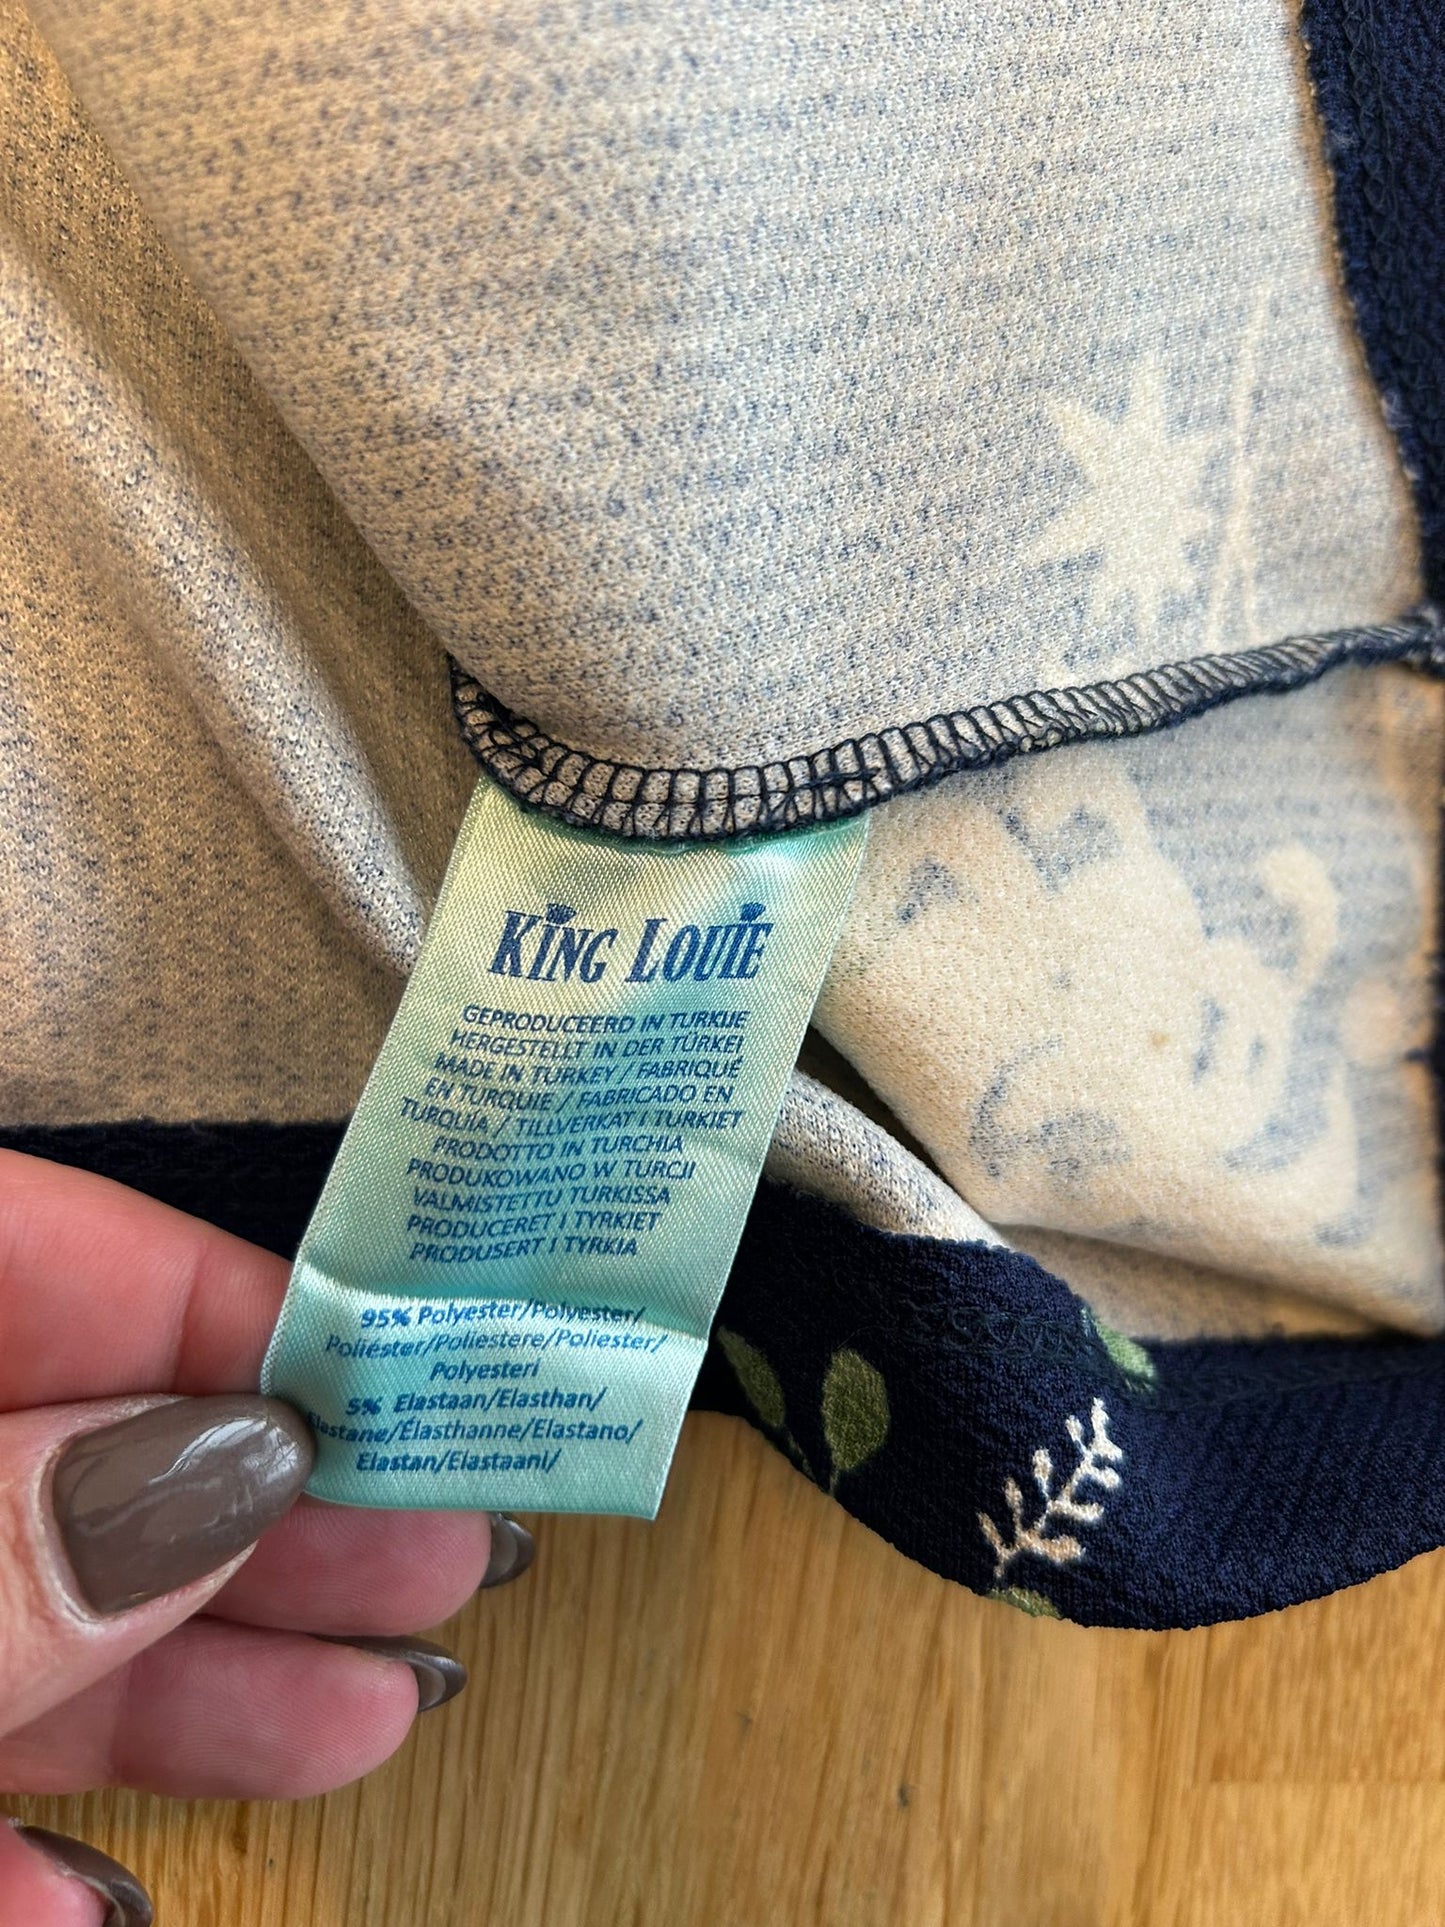 KING LOUIE
GEPRODUCEERD IN TURKIJE
HERGESTELLT IN DER TÜRKEI
MADE IN TURKEY / FABRIQUÉ
EN TURQUIE / FABRICADO EN
TURQUÍA / TILLVERKAT I TURKIET
PRODOTTO IN TURCHIA
PRODUKOWANO W TURCJI
VALMISTETTU TURKISSA
PRODUCERET I TYRKIET
PRODUSERT I TYRKIA
95% Polyester/Polyester/
Poliéster/Poliestere/Poliester/
Polyesteri
5% Elastaan/Elasthan/
Elastane/Élasthanne/Elastano/
Elastan/Elastaani/